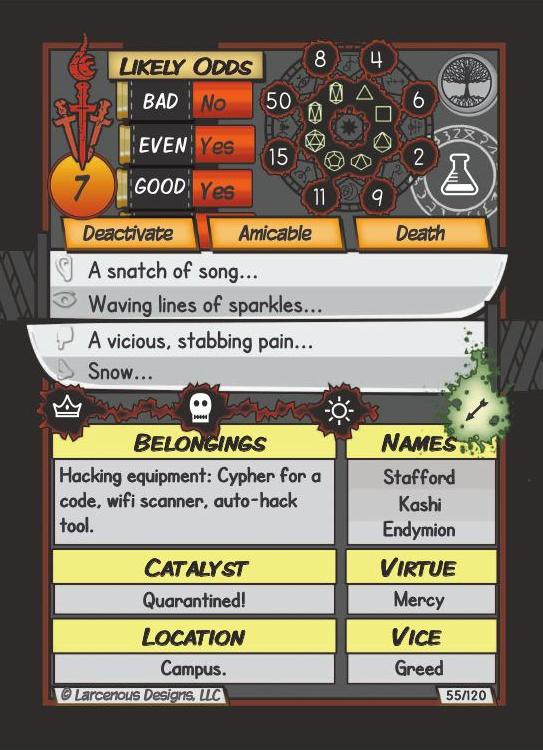 LIKELY ODDS
BAD No
EVEN Yes
GOOD Yes
7
8 4
50 6
15 2
11 9
Deactivate Amicable Death
A snatch of song...
Waving lines of sparkles...
A vicious, stabbing pain...
Snow...
BELONGINGS
Hacking equipment: Cypher for a
code, wifi scanner, auto-hack
tool.
NAMES
Stafford
Kashi
Endymion
CATALYST
Quarantined!
VIRTUE
Mercy
LOCATION
Campus.
VICE
Greed
© Larcenous Designs, LLC
55/120